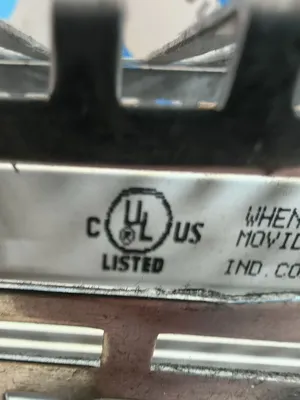 C UL ® US
LISTED
WHEN
MOVID
IND. CO